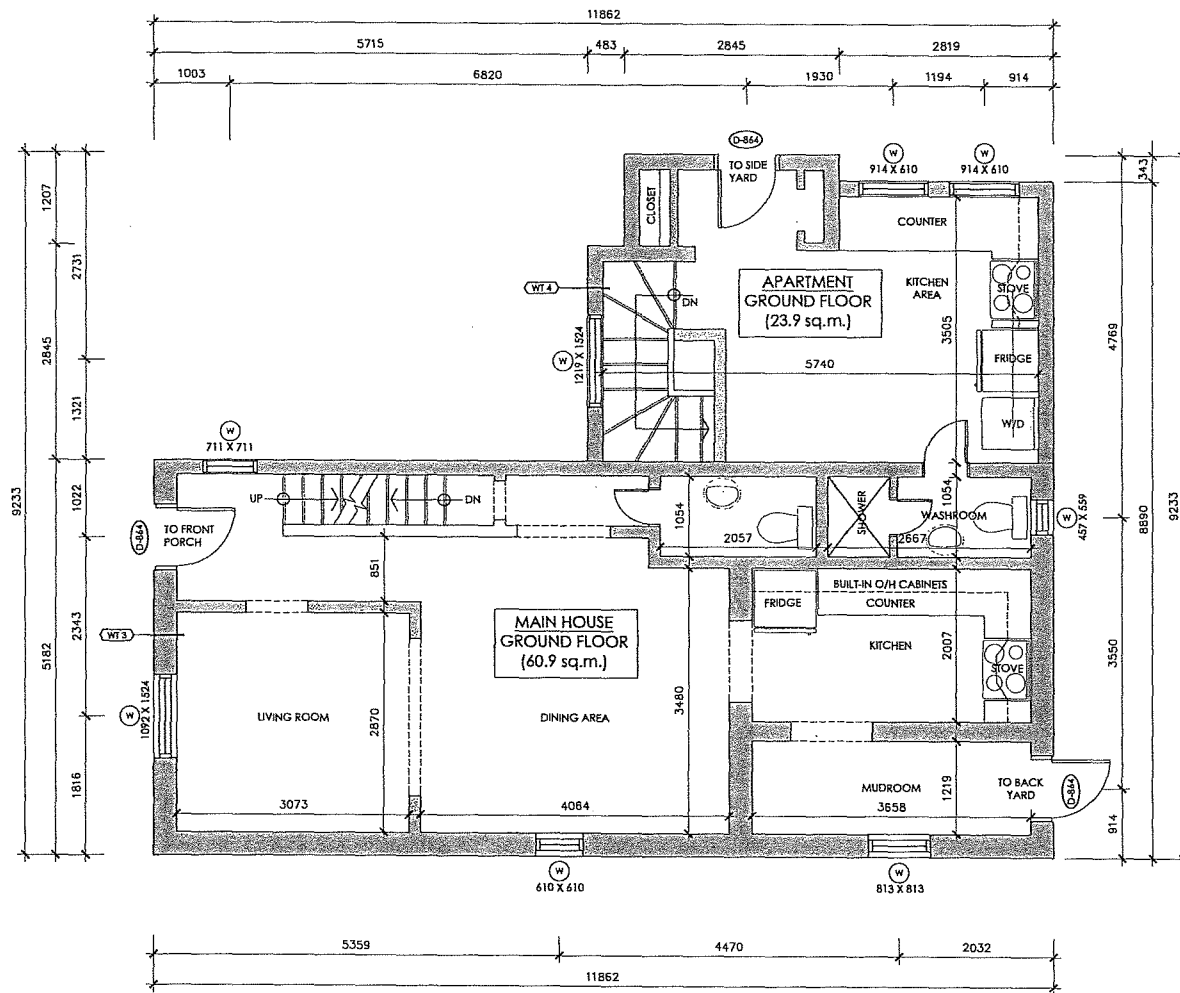 11862
5715
483
2845
2819
1003
6820
1930
1194
914
D-864
TO SIDE
YARD
W
914 X 610
W
914 X 610
343
1207
CLOSET
COUNTER
2731
WT 4
DN
APARTMENT
GROUND FLOOR
(23.9 sq.m.)
KITCHEN
AREA
STOVE
3505
4769
2845
W
1219 X 1524
5740
FRIDGE
1321
W/D
W
711 X 711
9233
1022
UP
DN
1054
1054
SHOWER
WASHROOM
W
457 X 559
8890
9233
D-864
TO FRONT
PORCH
2057
2667
851
BUILT-IN O/H CABINETS
FRIDGE
COUNTER
WT 3
2343
5182
MAIN HOUSE
GROUND FLOOR
(60.9 sq.m.)
KITCHEN
2007
STOVE
3550
W
1092 X 1524
LIVING ROOM
2870
DINING AREA
3480
1816
MUDROOM
1219
TO BACK
YARD
D-864
3073
4064
3658
914
W
610 X 610
W
813 X 813
5359
4470
2032
11862